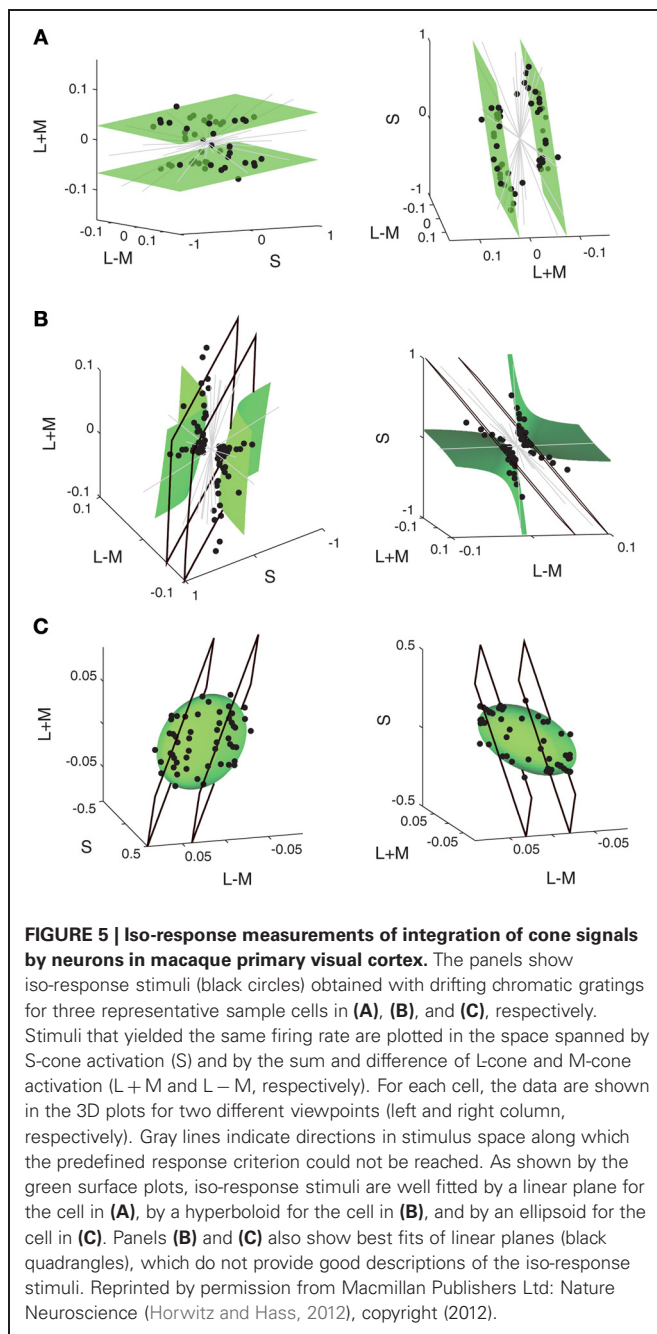 A
0.1
0
-0.1
L+M
-0.1
0
0.1
L-M
-1
0
1
S
1
0
-1
S
-0.1
0
0.1
L-M
0.1
0
-0.1
L+M
B
0.1
0
-0.1
L+M
0.1
-0.1
L-M
1
-1
S
1
-1
S
-0.1
0.1
L+M
-0.1
0.1
L-M
C
0.05
-0.05
L+M
-0.5
0.5
S
0.05
-0.05
L-M
0.5
-0.5
S
0.05
0.05
L+M
0.05
-0.05
L-M
FIGURE 5 | Iso-response measurements of integration of cone signals
by neurons in macaque primary visual cortex. The panels show
iso-response stimuli (black circles) obtained with drifting chromatic gratings
for three representative sample cells in (A), (B), and (C), respectively.
Stimuli that yielded the same firing rate are plotted in the space spanned by
S-cone activation (S) and by the sum and difference of L-cone and M-cone
activation (L + M and L − M, respectively). For each cell, the data are shown
in the 3D plots for two different viewpoints (left and right column,
respectively). Gray lines indicate directions in stimulus space along which
the predefined response criterion could not be reached. As shown by the
green surface plots, iso-response stimuli are well fitted by a linear plane for
the cell in (A), by a hyperboloid for the cell in (B), and by an ellipsoid for the
cell in (C). Panels (B) and (C) also show best fits of linear planes (black
quadrangles), which do not provide good descriptions of the iso-response
stimuli. Reprinted by permission from Macmillan Publishers Ltd: Nature
Neuroscience (Horwitz and Hass, 2012), copyright (2012).